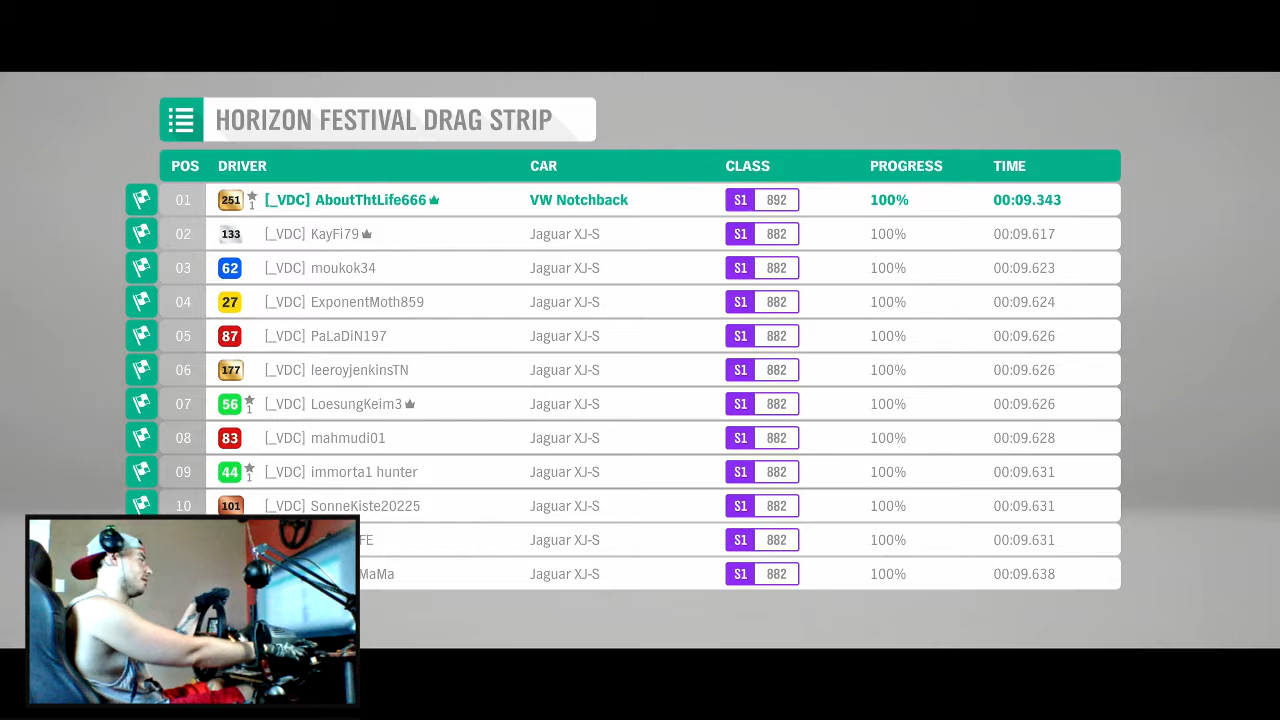 HORIZON FESTIVAL DRAG STRIP
POS DRIVER CAR CLASS PROGRESS TIME
01 251 1 [_VDC] AboutThtLife666 VW Notchback S1 892 100% 00:09.343
02 133 [_VDC] KayFi79 Jaguar XJ-S S1 882 100% 00:09.617
03 62 [_VDC] moukok34 Jaguar XJ-S S1 882 100% 00:09.623
04 27 [_VDC] ExponentMoth859 Jaguar XJ-S S1 882 100% 00:09.624
05 87 [_VDC] PaLaDiN197 Jaguar XJ-S S1 882 100% 00:09.626
06 177 [_VDC] leeroyjenkinsTN Jaguar XJ-S S1 882 100% 00:09.626
07 56 1 [_VDC] LoesungKeim3 Jaguar XJ-S S1 882 100% 00:09.626
08 83 [_VDC] mahmudi01 Jaguar XJ-S S1 882 100% 00:09.628
09 44 1 [_VDC] immorta1 hunter Jaguar XJ-S S1 882 100% 00:09.631
10 101 [_VDC] SonneKiste20225 Jaguar XJ-S S1 882 100% 00:09.631
FE Jaguar XJ-S S1 882 100% 00:09.631
MaMa Jaguar XJ-S S1 882 100% 00:09.638